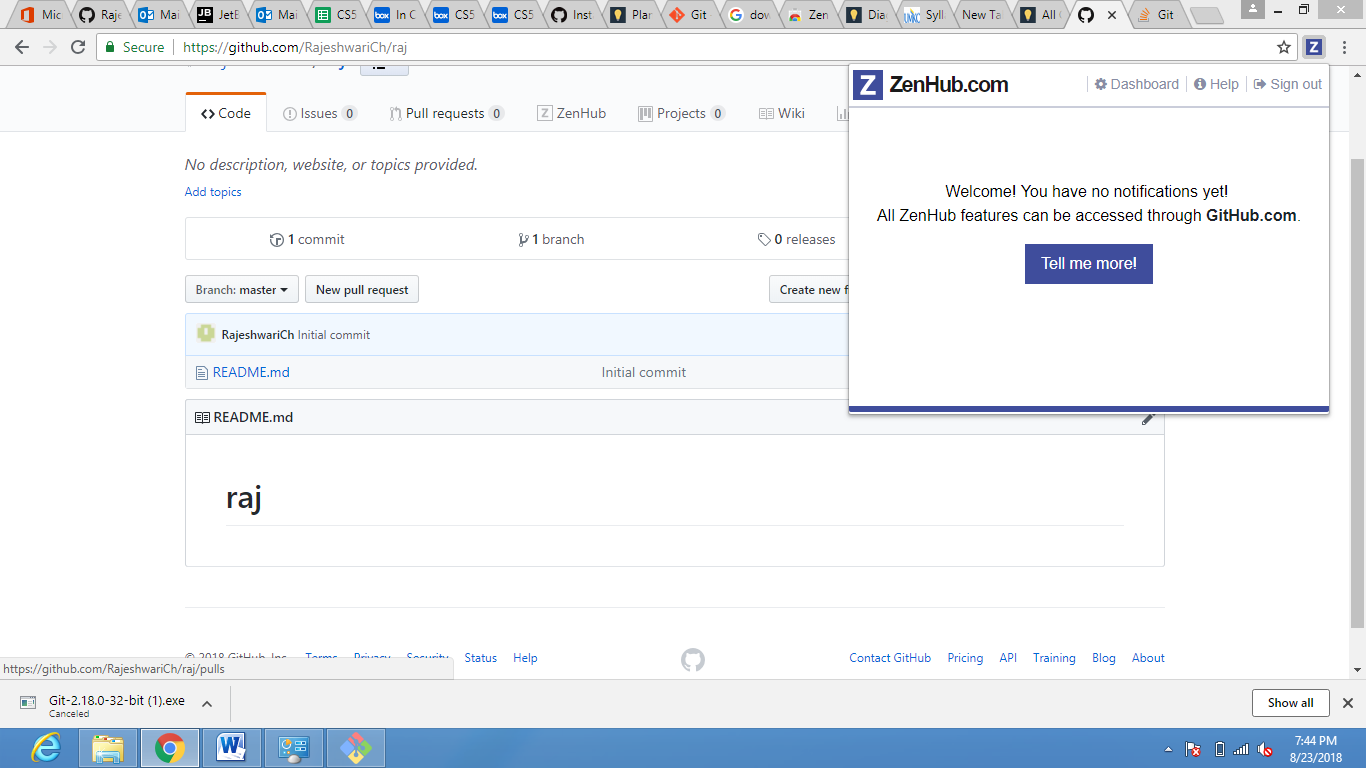 Mic
Raje
Mai
JetB
Mai
CS5
In C
CS5
CS5
Inst
Plar
Git
dov
Zen
Dia
Syll
New Ta
All
Git
Secure
https://github.com/RajeshwariCh/raj
ZenHub.com
Dashboard
Help
Sign out
Code
Issues 0
Pull requests 0
ZenHub
Projects 0
Wiki
No description, website, or topics provided.
Add topics
Welcome! You have no notifications yet!
All ZenHub features can be accessed through GitHub.com.
Tell me more!
1 commit
1 branch
0 releases
Branch: master
New pull request
Create new f
RajeshwariCh Initial commit
README.md
Initial commit
README.md
raj
© 2018 GitHub, Inc.
Terms
Privacy
Security
Status
Help
Contact GitHub
Pricing
API
Training
Blog
About
https://github.com/RajeshwariCh/raj/pulls
Git-2.18.0-32-bit (1).exe
Canceled
Show all
7:44 PM
8/23/2018